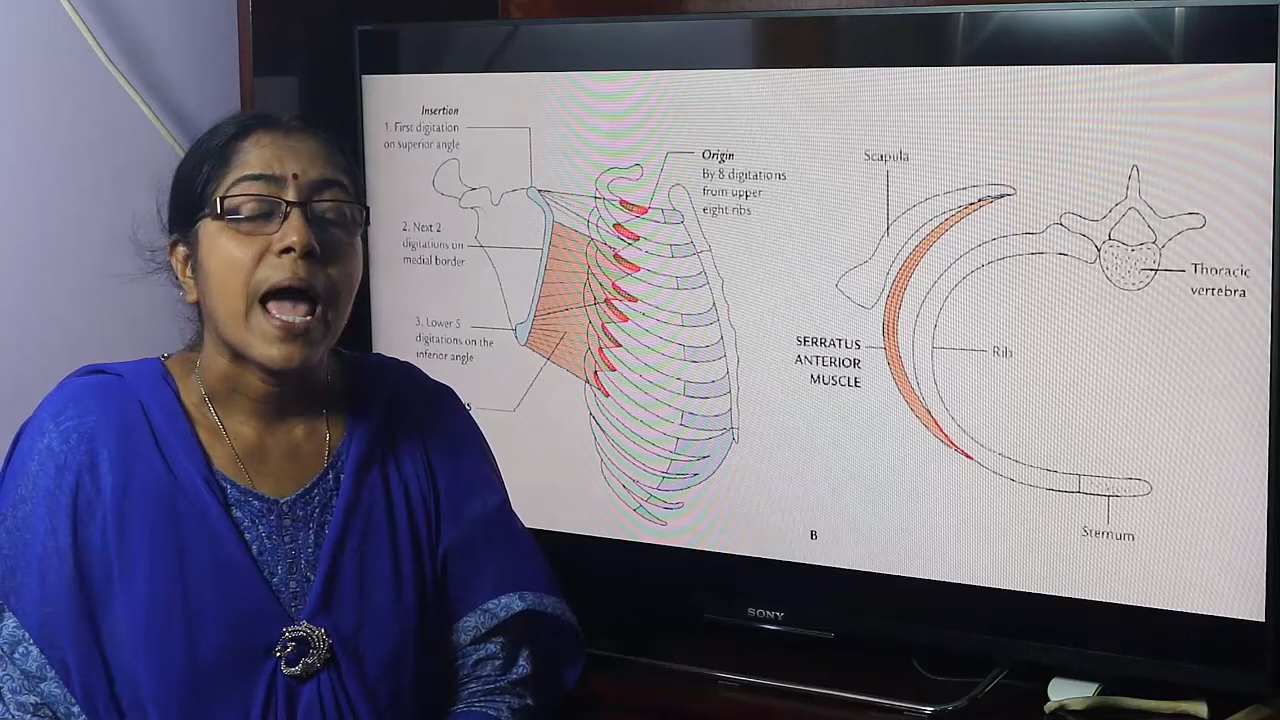 Insertion
1. First digitation
on superior angle
2. Next 2
digitations on
medial border
3. Lower 5
digitations on the
inferior angle
Origin
By 8 digitations
from upper
eight ribs
Scapula
Thoracic
vertebra
SERRATUS
ANTERIOR
MUSCLE
Rib
Sternum
B
SONY